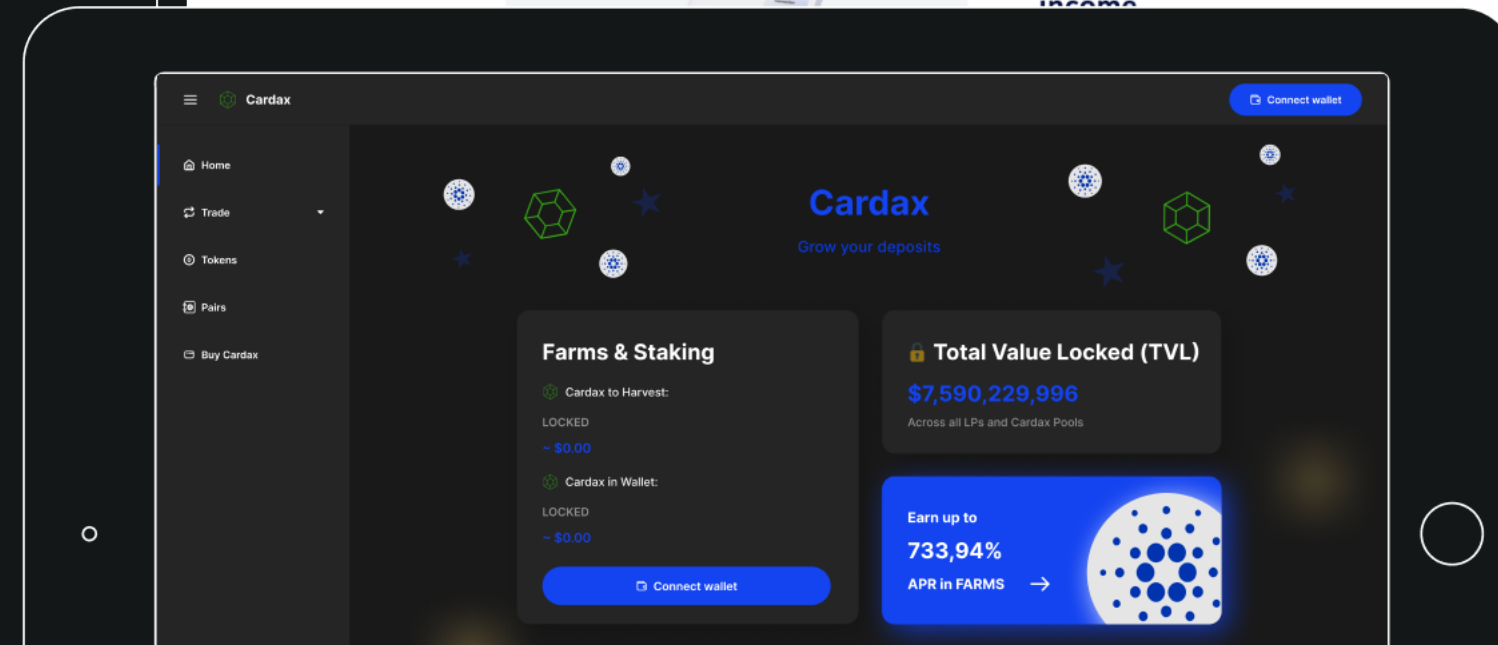 income
Cardax
Connect wallet
Home
Trade
Tokens
Pairs
Buy Cardax
Cardax
Grow your deposits
Farms & Staking
Cardax to Harvest:
LOCKED
~ $0.00
Cardax in Wallet:
LOCKED
~ $0.00
Connect wallet
Total Value Locked (TVL)
$7,590,229,996
Across all LPs and Cardax Pools
Earn up to
733,94%
APR in FARMS